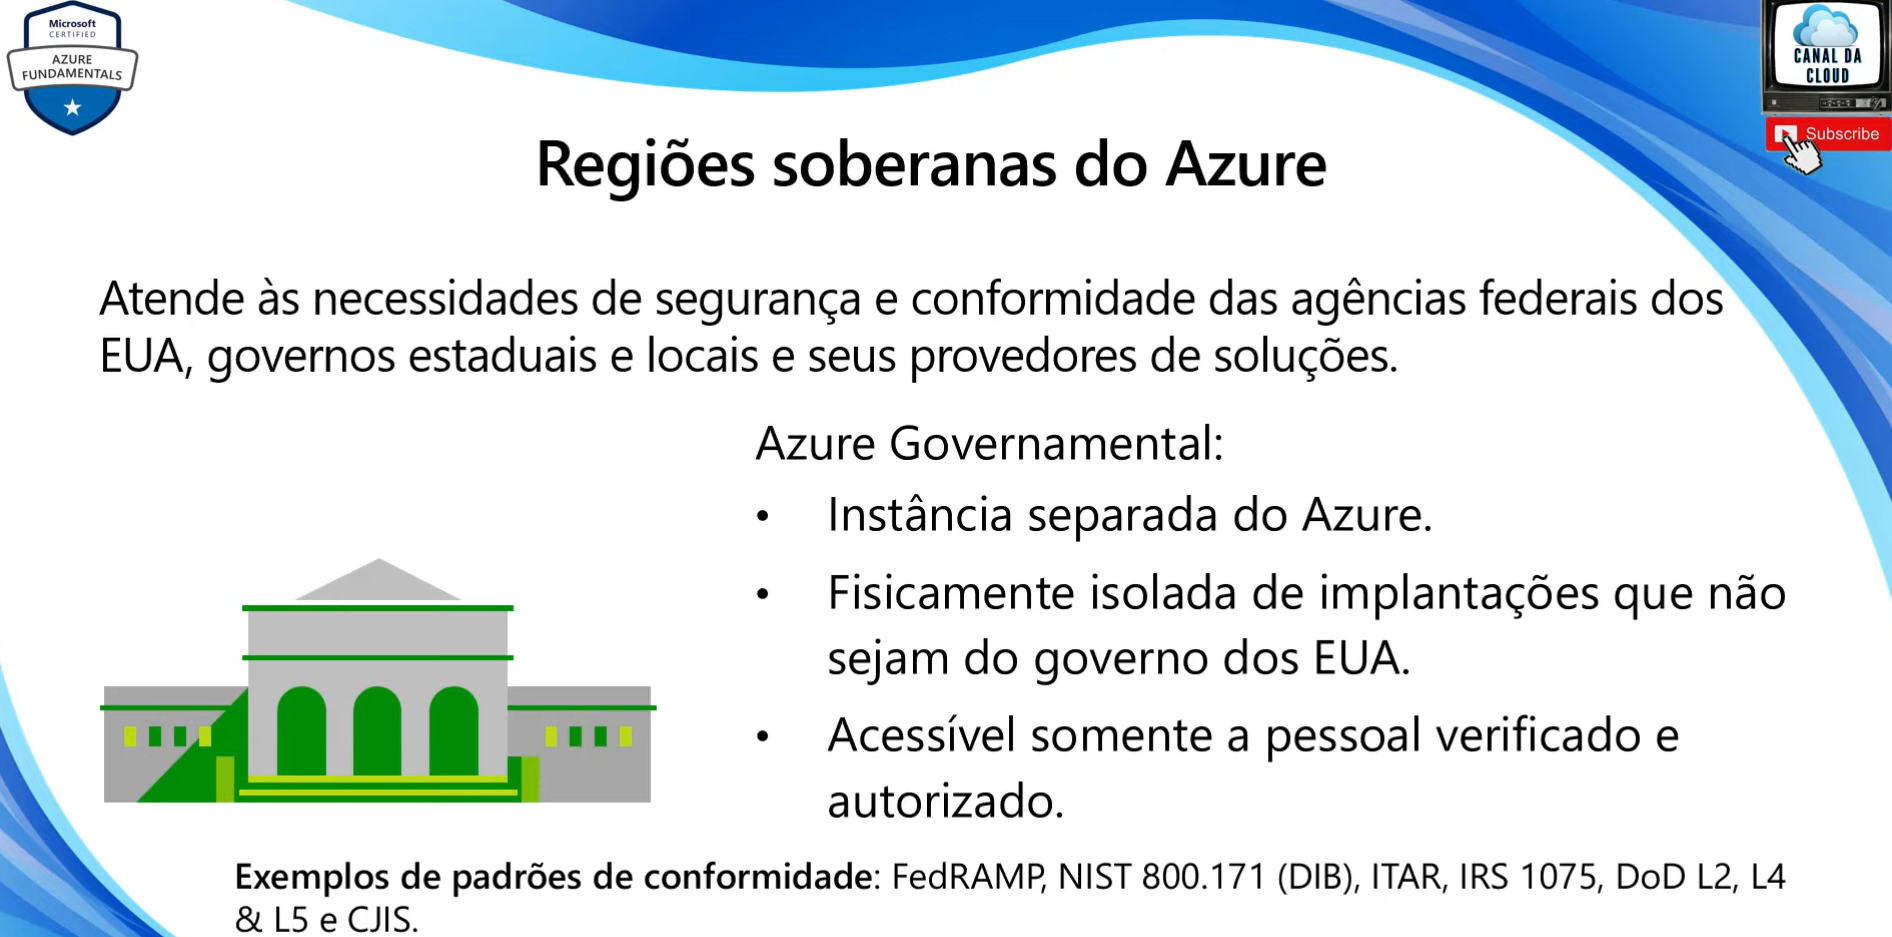 Microsoft
CERTIFIED
AZURE
FUNDAMENTALS
CANAL DA
CLOUD
Subscribe
Regiões soberanas do Azure
Atende às necessidades de segurança e conformidade das agências federais dos
EUA, governos estaduais e locais e seus provedores de soluções.
Azure Governamental:
• Instância separada do Azure.
• Fisicamente isolada de implantações que não
sejam do governo dos EUA.
• Acessível somente a pessoal verificado e
autorizado.
Exemplos de padrões de conformidade: FedRAMP, NIST 800.171 (DIB), ITAR, IRS 1075, DoD L2, L4
& L5 e CJIS.